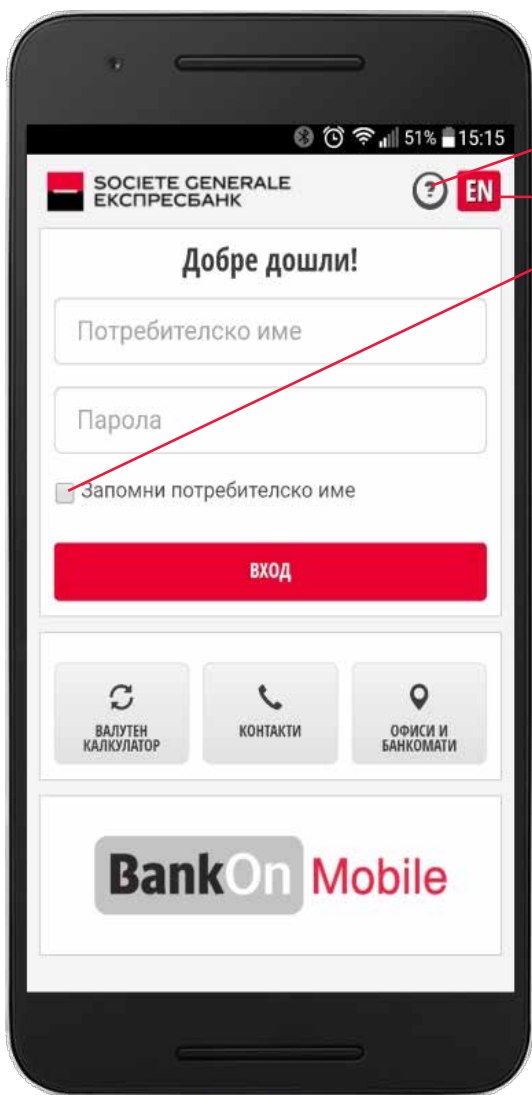 51% 15:15
SOCIETE GENERALE
ЕКСПРЕСБАНК
? EN
Добре дошли!
Потребителско име
Парола
Запомни потребителско име
ВХОД
ВАЛУТЕН
КАЛКУЛАТОР
КОНТАКТИ
ОФИСИ И
БАНКОМАТИ
BankOn Mobile